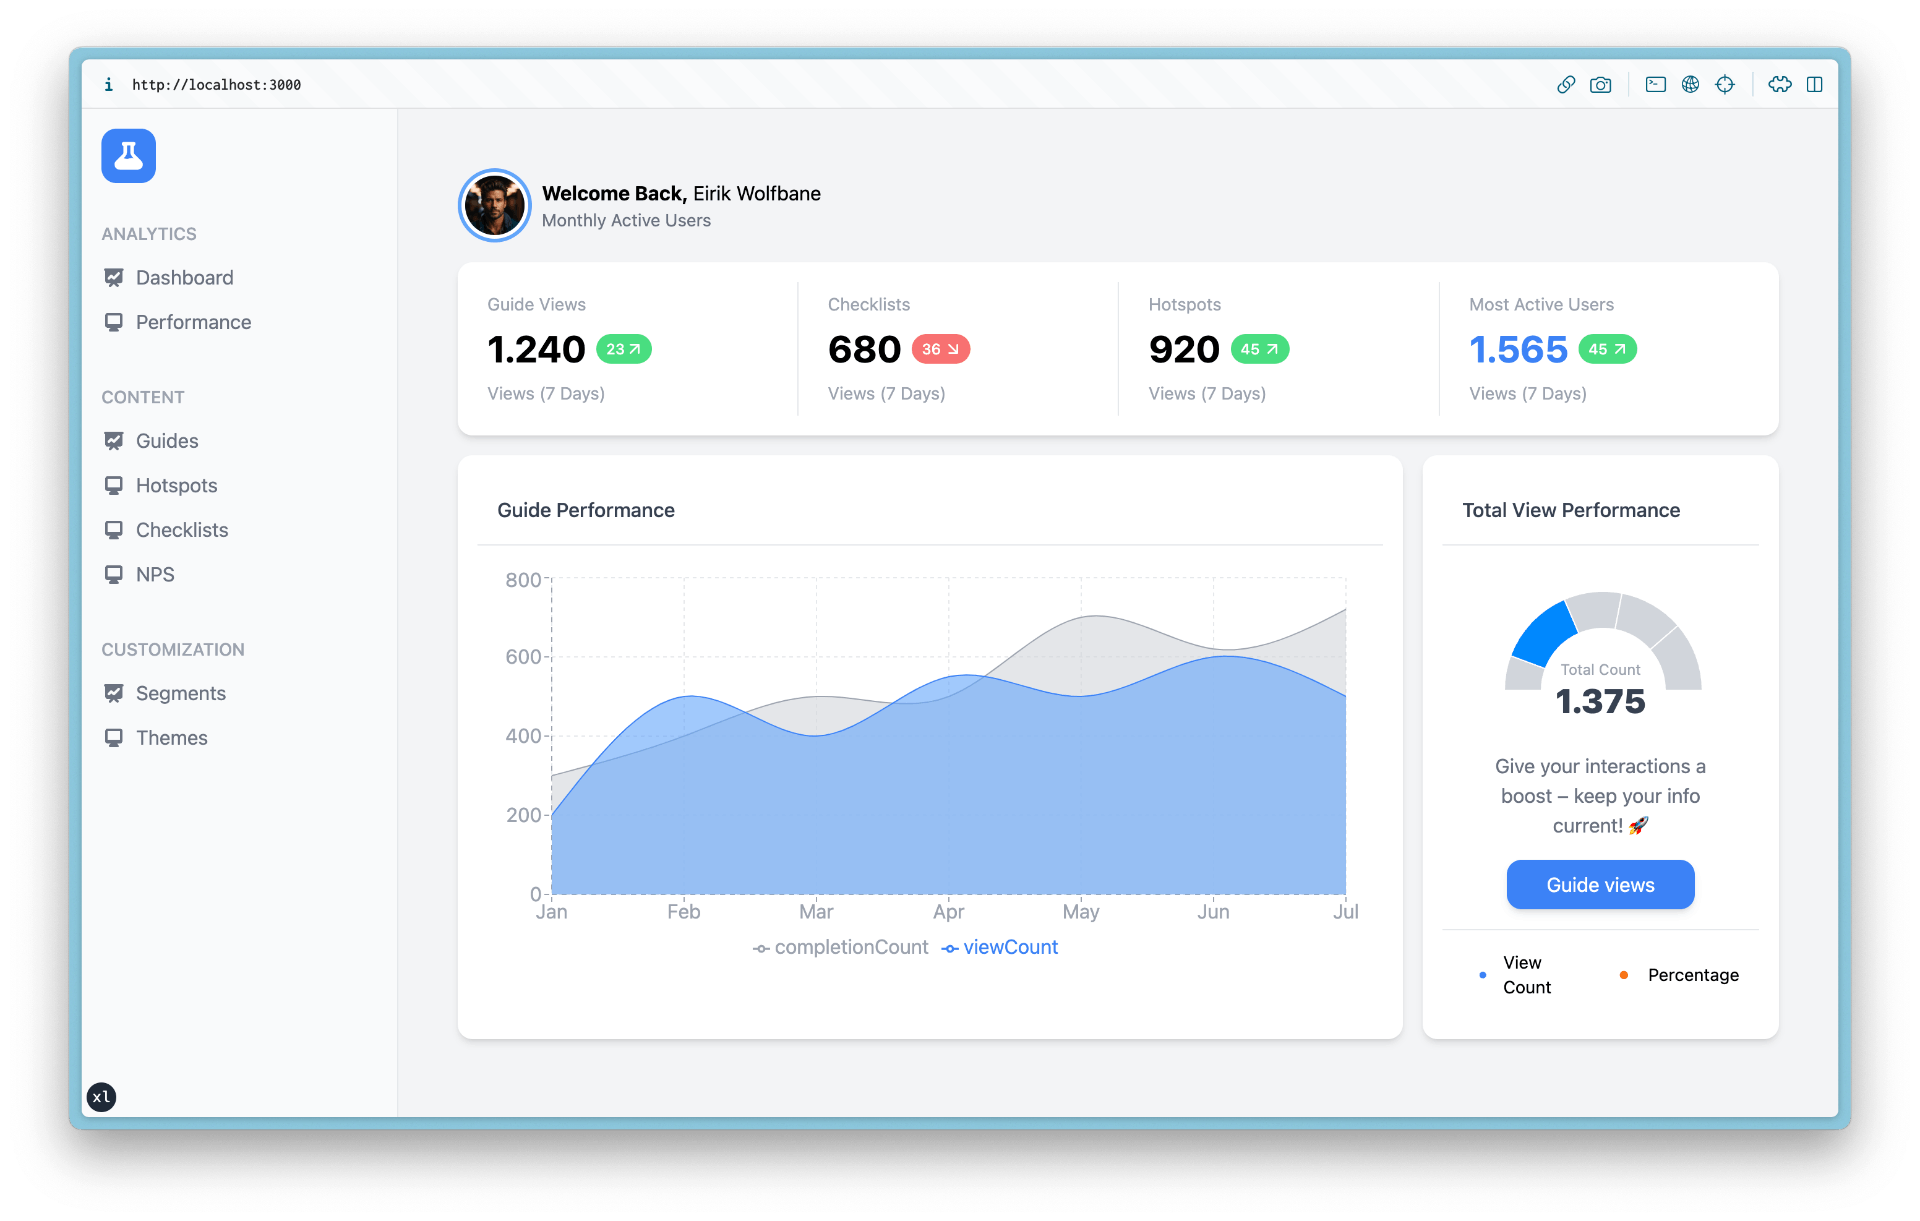 i http://localhost:3000
ANALYTICS
Dashboard
Performance
CONTENT
Guides
Hotspots
Checklists
NPS
CUSTOMIZATION
Segments
Themes
xl
Welcome Back, Eirik Wolfbane
Monthly Active Users
Guide Views
1.240 23
Views (7 Days)
Checklists
680 36
Views (7 Days)
Hotspots
920 45
Views (7 Days)
Most Active Users
1.565 45
Views (7 Days)
Guide Performance
800
600
400
200
0
Jan Feb Mar Apr May Jun Jul
completionCount viewCount
Total View Performance
Total Count
1.375
Give your interactions a
boost – keep your info
current! 🚀
Guide views
View
Count
Percentage